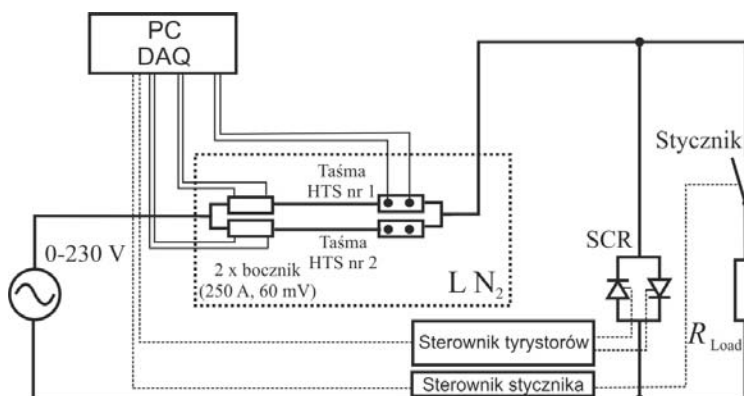 PC
DAQ
Stycznik
Taśma
HTS nr 1
Taśma
HTS nr 2
0-230 V
2 x bocznik
(250 A, 60 mV)
L N₂
SCR
R Load
Sterownik tyrystorów
Sterownik stycznika